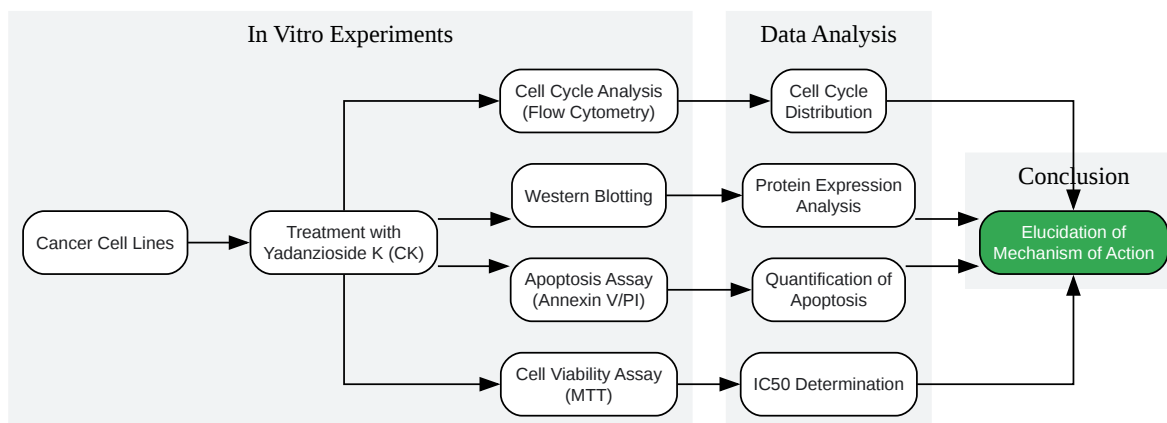 In Vitro Experiments
Data Analysis
Conclusion
Cancer Cell Lines
Treatment with
Yadanzioside K (CK)
Cell Cycle Analysis
(Flow Cytometry)
Western Blotting
Apoptosis Assay
(Annexin V/PI)
Cell Viability Assay
(MTT)
Cell Cycle
Distribution
Protein Expression
Analysis
Quantification of
Apoptosis
IC50 Determination
Elucidation of
Mechanism of Action